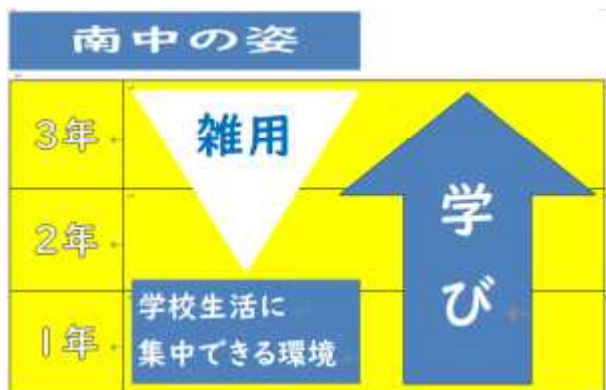 南中の姿
3年
雑用
2年
学び
学校生活に
集中できる環境
1年